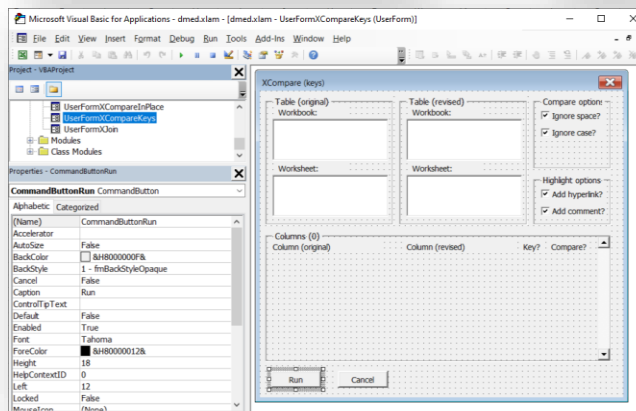 Microsoft Visual Basic for Applications - dmed.xlam - [dmed.xlam - UserFormXCompareKeys (UserForm)]
File Edit View Insert Format Debug Run Tools Add-Ins Window Help
Project - VBAProject
UserFormXCompareInPlace
UserFormXCompareKeys
UserFormXJoin
Modules
Class Modules
Properties - CommandButtonRun
CommandButtonRun CommandButton
Alphabetic Categorized
(Name) CommandButtonRun
Accelerator
AutoSize False
BackColor &H8000000F&
BackStyle 1 - fmBackStyleOpaque
Cancel False
Caption Run
ControlTipText
Default False
Enabled True
Font Tahoma
ForeColor &H80000012&
Height 18
HelpContextID 0
Left 12
Locked False
MouseIcon (None)
XCompare (keys)
Table (original) Table (revised) Compare options
Workbook: Workbook:
Ignore space?
Ignore case?
Worksheet: Worksheet:
Highlight options
Add hyperlink?
Add comment?
Columns (0)
Column (original) Column (revised) Key? Compare?
Run Cancel